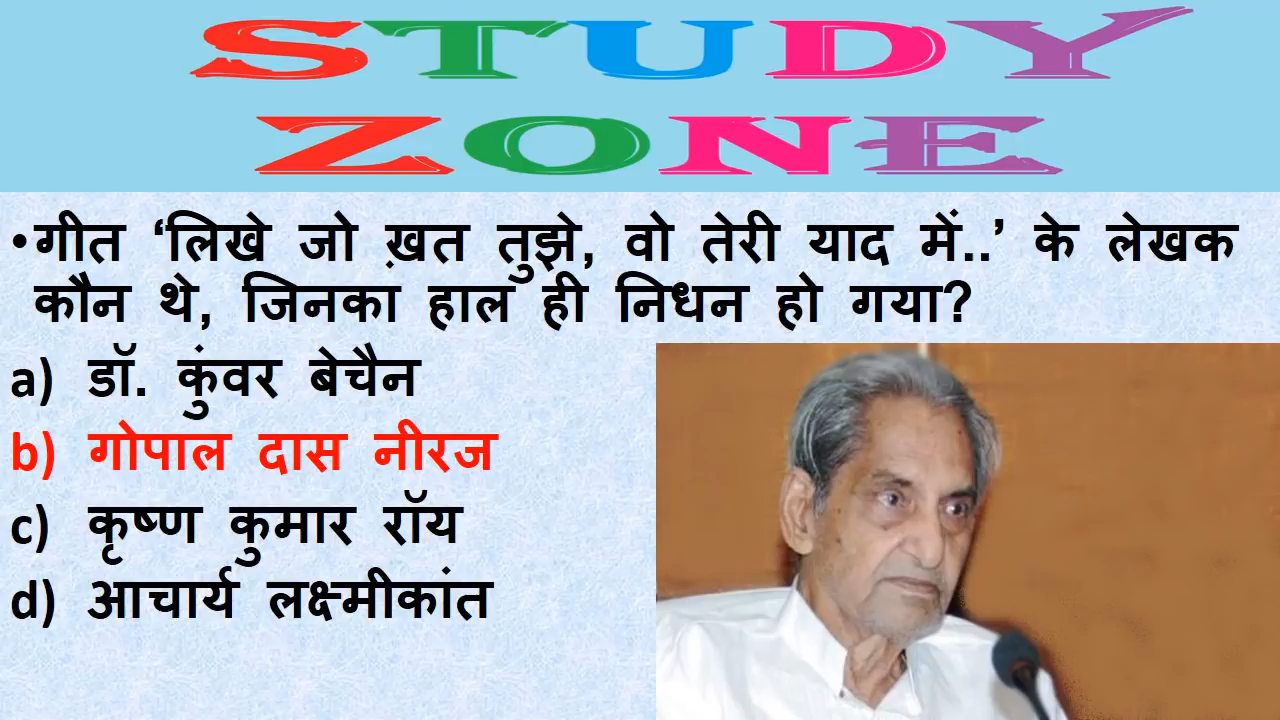 STUDY
ZONE
•गीत ‘लिखे जो ख़त तुझे, वो तेरी याद में..’ के लेखक
कौन थे, जिनका हाल ही निधन हो गया?
a) डॉ. कुंवर बेचैन
b) गोपाल दास नीरज
c) कृष्ण कुमार रॉय
d) आचार्य लक्ष्मीकांत